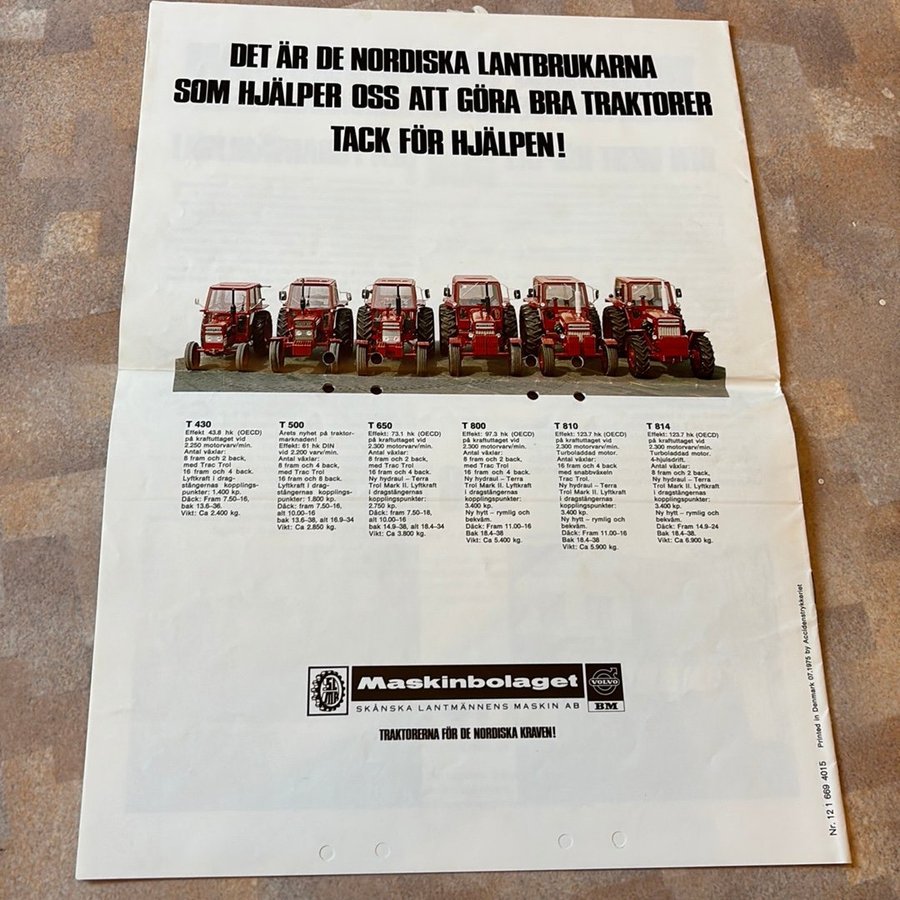 DET ÄR DE NORDISKA LANTBRUKARNA
SOM HJÄLPER OSS ATT GÖRA BRA TRAKTORER
TACK FÖR HJÄLPEN!
T 430
Effekt 43.8 hk (OECD)
på kraftuttaget vid
2.250 motorvarv/min.
Antal växlar:
8 fram och 2 back,
med Trac Trol
16 fram och 4 back.
Lyftkraft i drag-
stångernas kopplings-
punkter: 1.400 kp.
Däck: Fram 7.50-16,
bak 13.6-36.
Vikt: Ca 2.400 kg.
T 500
Årets nyhet på traktor-
marknaden!
Effekt: 61 hk DIN
vid 2.200 varv/min.
Antal växlar:
8 fram och 4 back,
med Trac Trol
16 fram och 8 back.
Lyftkraft i drag-
stångernas kopplings-
punkter: 1.800 kp.
Däck: fram 7.50-16,
alt 10.00-16
bak 13.6-38, alt 16.9-34
Vikt: Ca 2.850 kg.
T 650
Effekt: 73.1 hk (OECD)
på kraftuttaget vid
2.300 motorvarv/min.
Antal växlar:
8 fram och 2 back,
med Trac Trol
16 fram och 4 back.
Lyftkraft
i dragstångernas
kopplingspunkter:
2.750 kp.
Däck: fram 7.50-18,
alt 10.00-16
bak 14.9-38, alt 18.4-34
Vikt: Ca 3.800 kg.
T 800
Effekt: 97.3 hk (OECD)
på kraftuttaget vid
2.300 motorvarv/min.
Antal växlar:
8 fram och 2 back,
med Trac Trol
16 fram och 4 back.
Ny hydraul – Terra
Trol Mark II. Lyftkraft
i dragstångernas
kopplingspunkter:
3.400 kp
Ny hytt – rymlig och
bekväm.
Däck: Fram 11.00-16
Bak 18.4-38
Vikt: Ca 5.400 kg.
T 810
Effekt: 123.7 hk (OECD)
på kraftuttaget vid
2.300 motorvarv/min.
Turboladdad motor.
Antal växlar:
16 fram och 4 back
med snabbväxeln
Trac Trol.
Ny hydraul – Terra
Trol Mark II. Lyftkraft
i dragstångernas
kopplingspunkter:
3.400 kp.
Ny hytt – rymlig och
bekväm.
Däck: Fram 11.00-16
Bak 18.4-38
Vikt: Ca 5.900 kg.
T 814
Effekt: 123.7 hk (OECD)
på kraftuttaget vid
2.300 motorvarv/min.
Turboladdad motor.
4-hjulsdrift.
Antal växlar:
8 fram och 2 back,
Ny hydraul – Terra
Trol Mark II. Lyftkraft
i dragstångernas
kopplingspunkter:
3.400 kp.
Ny hytt – rymlig och
bekväm.
Däck: Fram 14.9-24
Bak 18.4-38
Vikt: Ca 6.900 kg.
SLMA
Maskinbolaget
SKÅNSKA LANTMÄNNENS MASKIN AB
VOLVO
BM
TRAKTORERNA FÖR DE NORDISKA KRAVEN!
Nr. 12 1 669 4015 Printed in Denmark 07.1975 by Accidenstrykkeriet